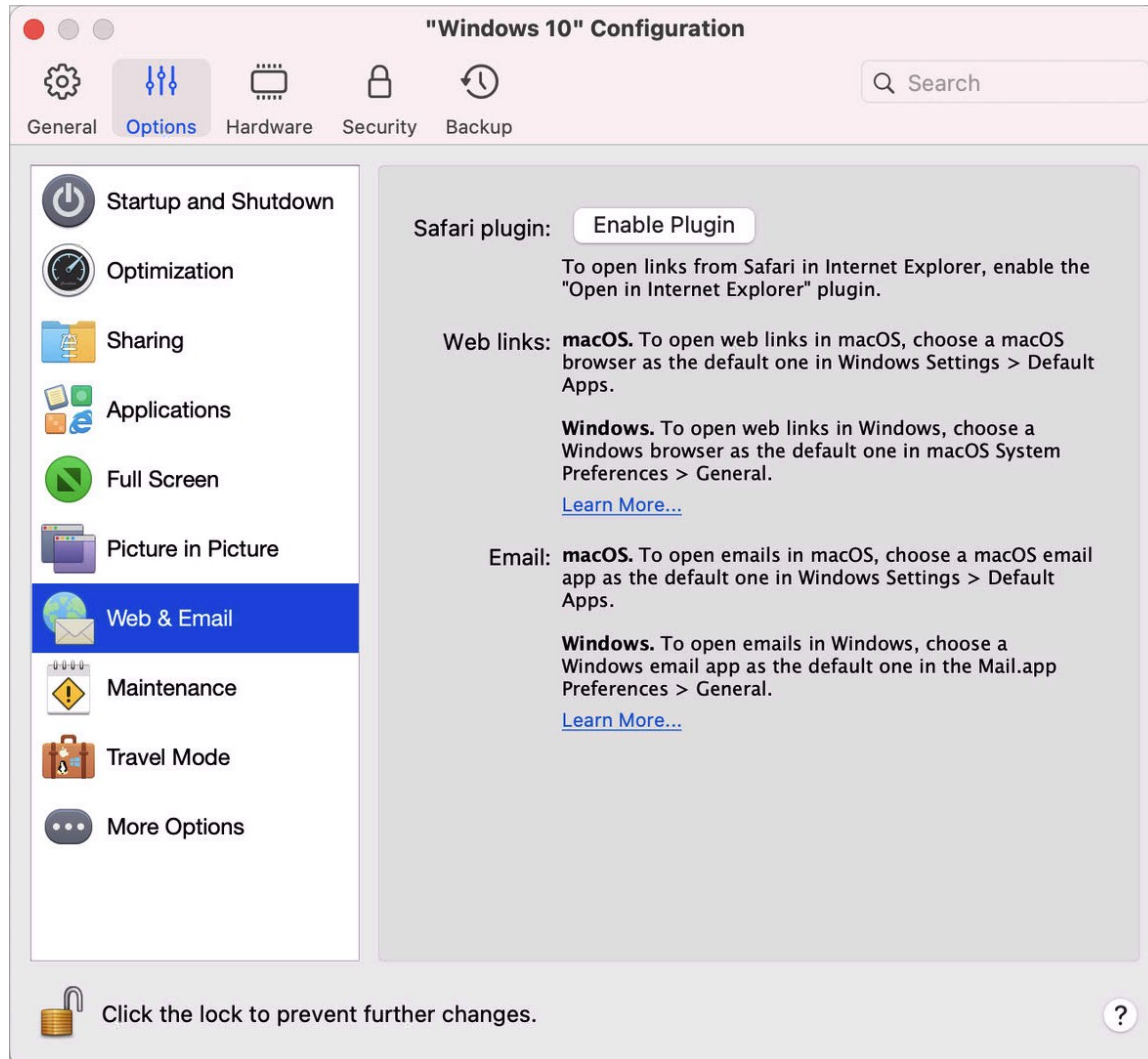 "Windows 10" Configuration
General
Options
Hardware
Security
Backup
Search
Startup and Shutdown
Optimization
Sharing
Applications
Full Screen
Picture in Picture
Web & Email
Maintenance
Travel Mode
More Options
Safari plugin:
Enable Plugin
To open links from Safari in Internet Explorer, enable the
"Open in Internet Explorer" plugin.
Web links:
macOS. To open web links in macOS, choose a macOS
browser as the default one in Windows Settings > Default
Apps.
Windows. To open web links in Windows, choose a
Windows browser as the default one in macOS System
Preferences > General.
Learn More...
Email:
macOS. To open emails in macOS, choose a macOS email
app as the default one in Windows Settings > Default
Apps.
Windows. To open emails in Windows, choose a
Windows email app as the default one in the Mail.app
Preferences > General.
Learn More...
Click the lock to prevent further changes.
?